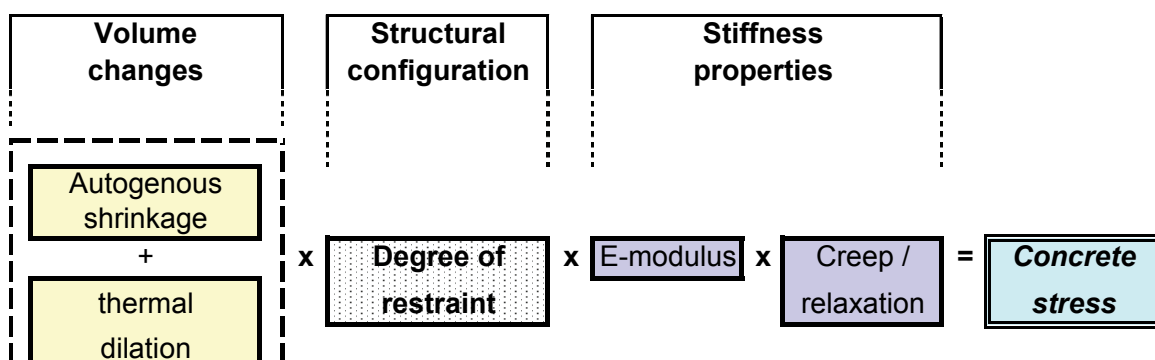 Volume
changes
Structural
configuration
Stiffness
properties
Autogenous
shrinkage
+
thermal
dilation
x
Degree of
restraint
x
E-modulus
x
Creep /
relaxation
=
Concrete
stress